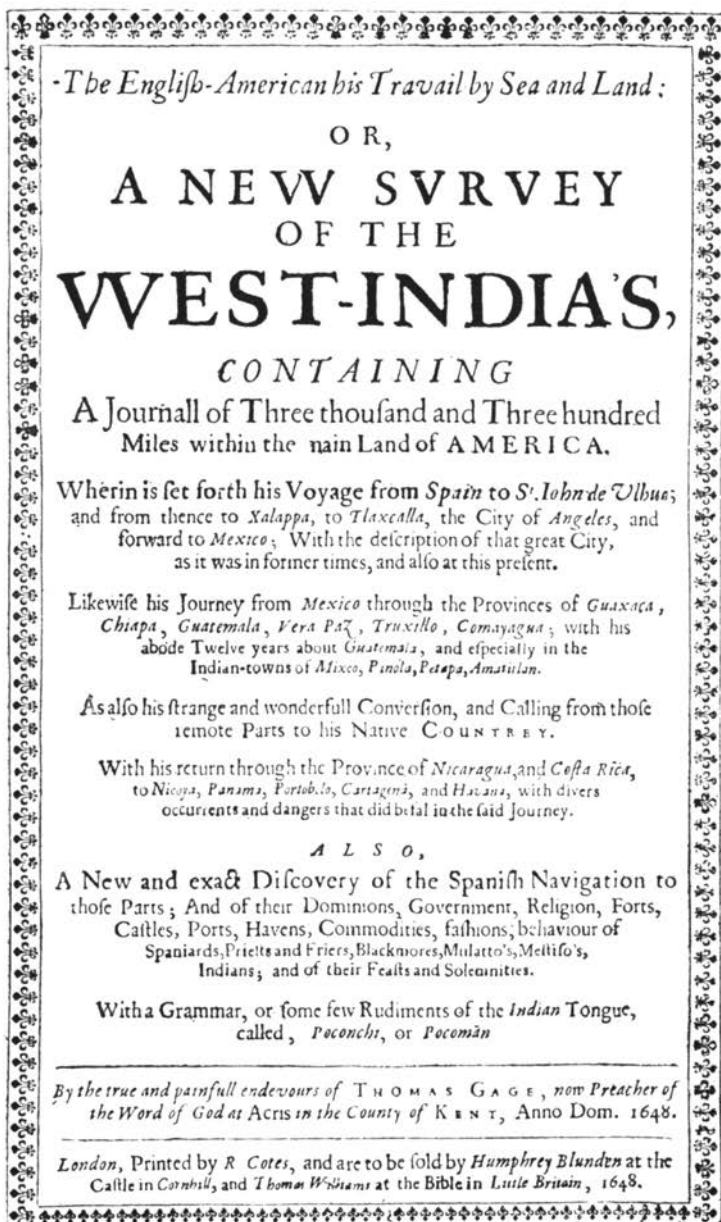 The Engliſh-American his Travail by Sea and Land:
OR,
A NEVV SVRVEY
OF THE
VVEST-INDIA'S,
CONTAINING
A Journall of Three thouſand and Three hundred
Miles within the main Land of AMERICA.
Wherin is ſet forth his Voyage from Spain to St. Iohn de Ulhua;
and from thence to Xalappa, to Tlaxcalla, the City of Angeles, and
forward to Mexico; With the deſcription of that great City,
as it was in former times, and alſo at this preſent.
Likewiſe his Journey from Mexico through the Provinces of Guaxaca,
Chiapa, Guatemala, Vera Paz, Truxillo, Comayagua; with his
abode Twelve years about Guatemala, and eſpecially in the
Indian-towns of Mixco, Pinola, Petapa, Amatitlan.
As alſo his ſtrange and wonderfull Converſion, and Calling from thoſe
remote Parts to his Native COUNTREY.
With his return through the Province of Nicaragua, and Coſta Rica,
to Nicoya, Panama, Portobelo, Cartagena, and Havana, with divers
occurrents and dangers that did befal in the ſaid Journey.
ALSO,
A New and exact Diſcovery of the Spaniſh Navigation to
thoſe Parts; And of their Dominions, Government, Religion, Forts,
Caſtles, Ports, Havens, Commodities, faſhions, behaviour of
Spaniards, Prieſts and Friers, Blackmores, Mulatto's, Meſtiſo's,
Indians; and of their Feaſts and Solemnities.
With a Grammar, or ſome few Rudiments of the Indian Tongue,
called, Poconchi, or Pocoman
By the true and painfull endevours of THOMAS GAGE, now Preacher of
the Word of God at Acris in the County of KENT, Anno Dom. 1648.
London, Printed by R Cotes, and are to be ſold by Humphrey Blunden at the
Caſtle in Cornhill, and Thomas Williams at the Bible in Little Britain, 1648.